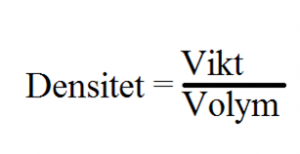 Vikt
Densitet =
Volym